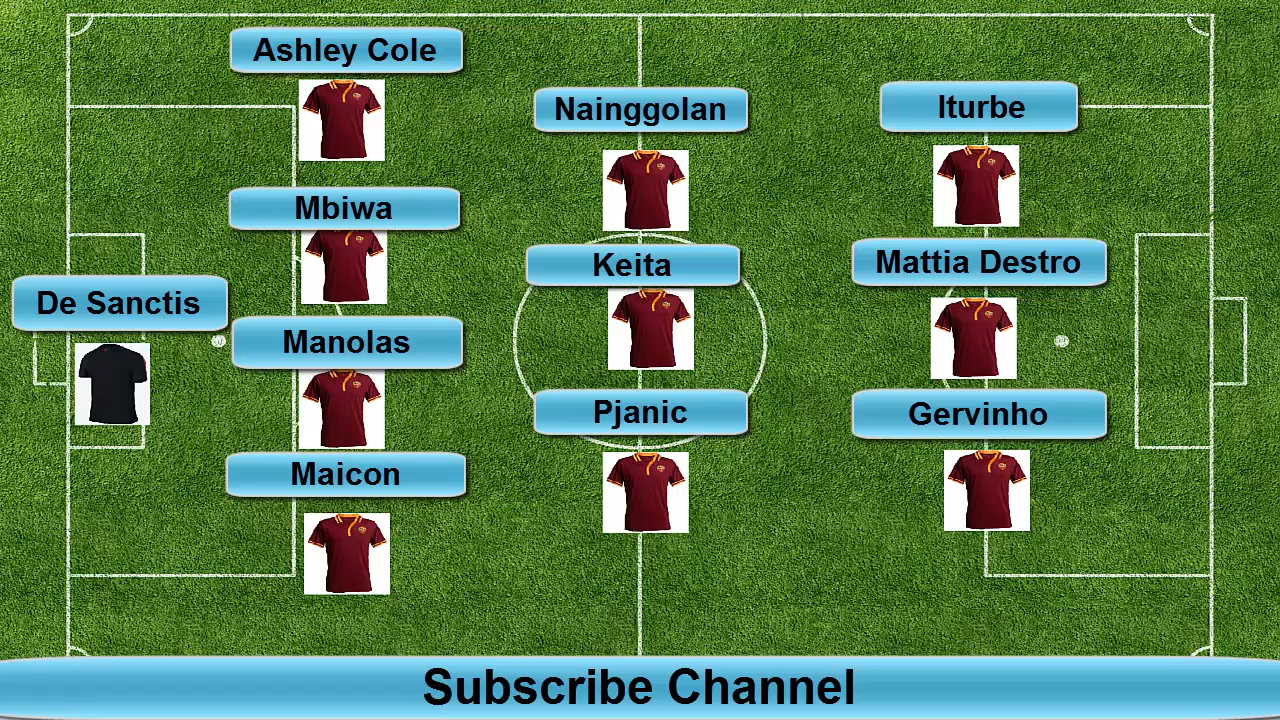 Ashley Cole
Nainggolan
Iturbe
Mbiwa
Keita
Mattia Destro
De Sanctis
Manolas
Pjanic
Gervinho
Maicon
Subscribe Channel